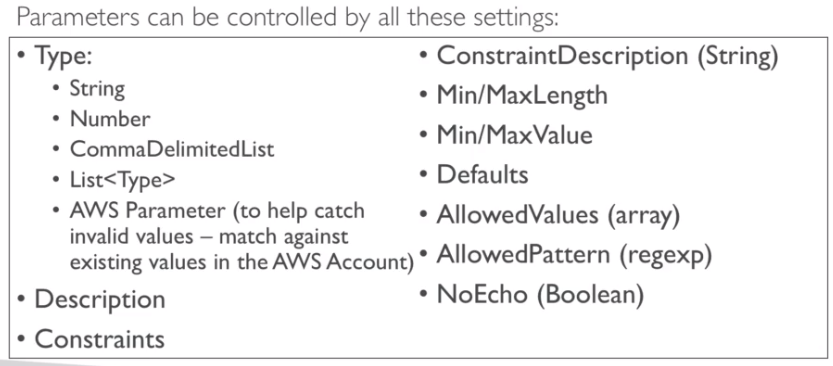 Parameters can be controlled by all these settings:
• Type:
• String
• Number
• CommaDelimitedList
• List<Type>
• AWS Parameter (to help catch
invalid values – match against
existing values in the AWS Account)
• Description
• Constraints
• ConstraintDescription (String)
• Min/MaxLength
• Min/MaxValue
• Defaults
• AllowedValues (array)
• AllowedPattern (regexp)
• NoEcho (Boolean)